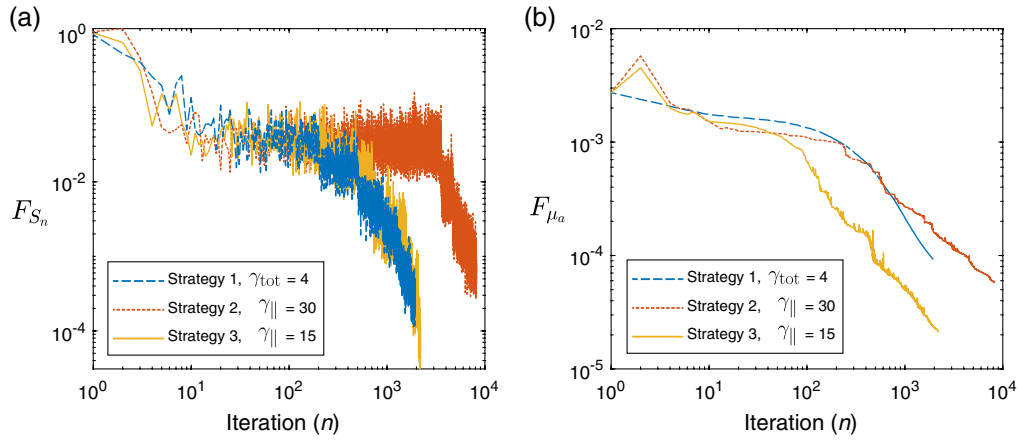 (a)
10^0
10^-2
10^-4
F_{S_n}
Strategy 1, γ_tot = 4
Strategy 2, γ_∥ = 30
Strategy 3, γ_∥ = 15
10^0 10^1 10^2 10^3 10^4
Iteration (n)
(b)
10^-2
10^-3
10^-4
10^-5
F_{μ_a}
Strategy 1, γ_tot = 4
Strategy 2, γ_∥ = 30
Strategy 3, γ_∥ = 15
10^0 10^1 10^2 10^3 10^4
Iteration (n)